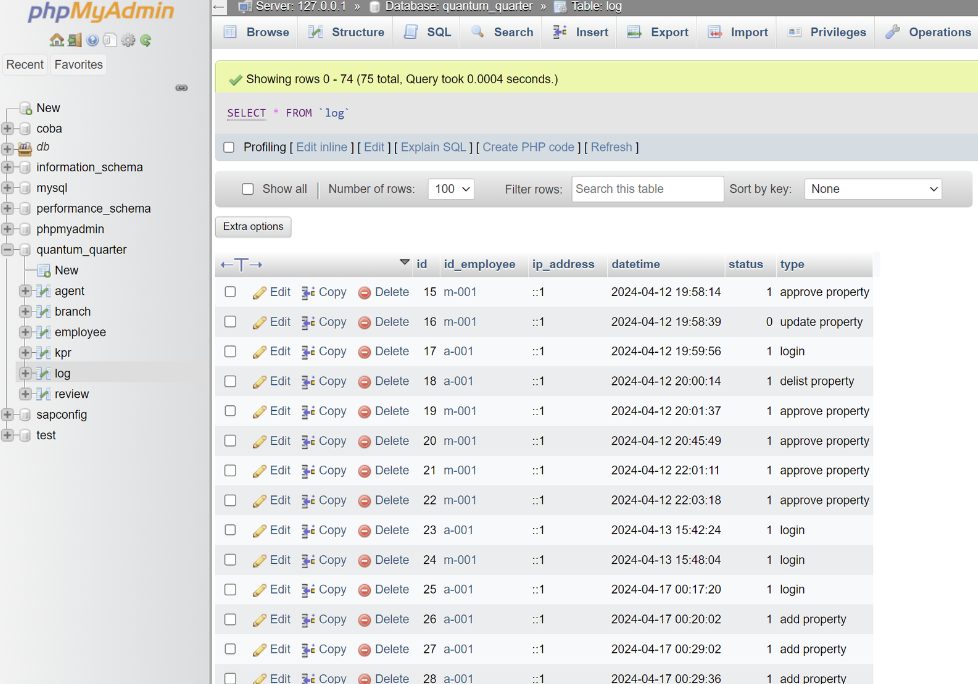 phpMyAdmin
Recent Favorites
New
coba
db
information_schema
mysql
performance_schema
phpmyadmin
quantum_quarter
New
agent
branch
employee
kpr
log
review
sapconfig
test
Server: 127.0.0.1 » Database: quantum_quarter » Table: log
Browse Structure SQL Search Insert Export Import Privileges Operations
Showing rows 0 - 74 (75 total, Query took 0.0004 seconds.)
SELECT * FROM `log`
Profiling [ Edit inline ] [ Edit ] [ Explain SQL ] [ Create PHP code ] [ Refresh ]
Show all Number of rows: 100 Filter rows: Search this table Sort by key: None
Extra options
←T→ id id_employee ip_address datetime status type
Edit Copy Delete 15 m-001 ::1 2024-04-12 19:58:14 1 approve property
Edit Copy Delete 16 m-001 ::1 2024-04-12 19:58:39 0 update property
Edit Copy Delete 17 a-001 ::1 2024-04-12 19:59:56 1 login
Edit Copy Delete 18 a-001 ::1 2024-04-12 20:00:14 1 delist property
Edit Copy Delete 19 m-001 ::1 2024-04-12 20:01:37 1 approve property
Edit Copy Delete 20 m-001 ::1 2024-04-12 20:45:49 1 approve property
Edit Copy Delete 21 m-001 ::1 2024-04-12 22:01:11 1 approve property
Edit Copy Delete 22 m-001 ::1 2024-04-12 22:03:18 1 approve property
Edit Copy Delete 23 a-001 ::1 2024-04-13 15:42:24 1 login
Edit Copy Delete 24 m-001 ::1 2024-04-13 15:48:04 1 login
Edit Copy Delete 25 a-001 ::1 2024-04-17 00:17:20 1 login
Edit Copy Delete 26 a-001 ::1 2024-04-17 00:20:02 1 add property
Edit Copy Delete 27 a-001 ::1 2024-04-17 00:29:02 1 add property
Edit Copy Delete 28 a-001 ::1 2024-04-17 00:29:36 1 add property